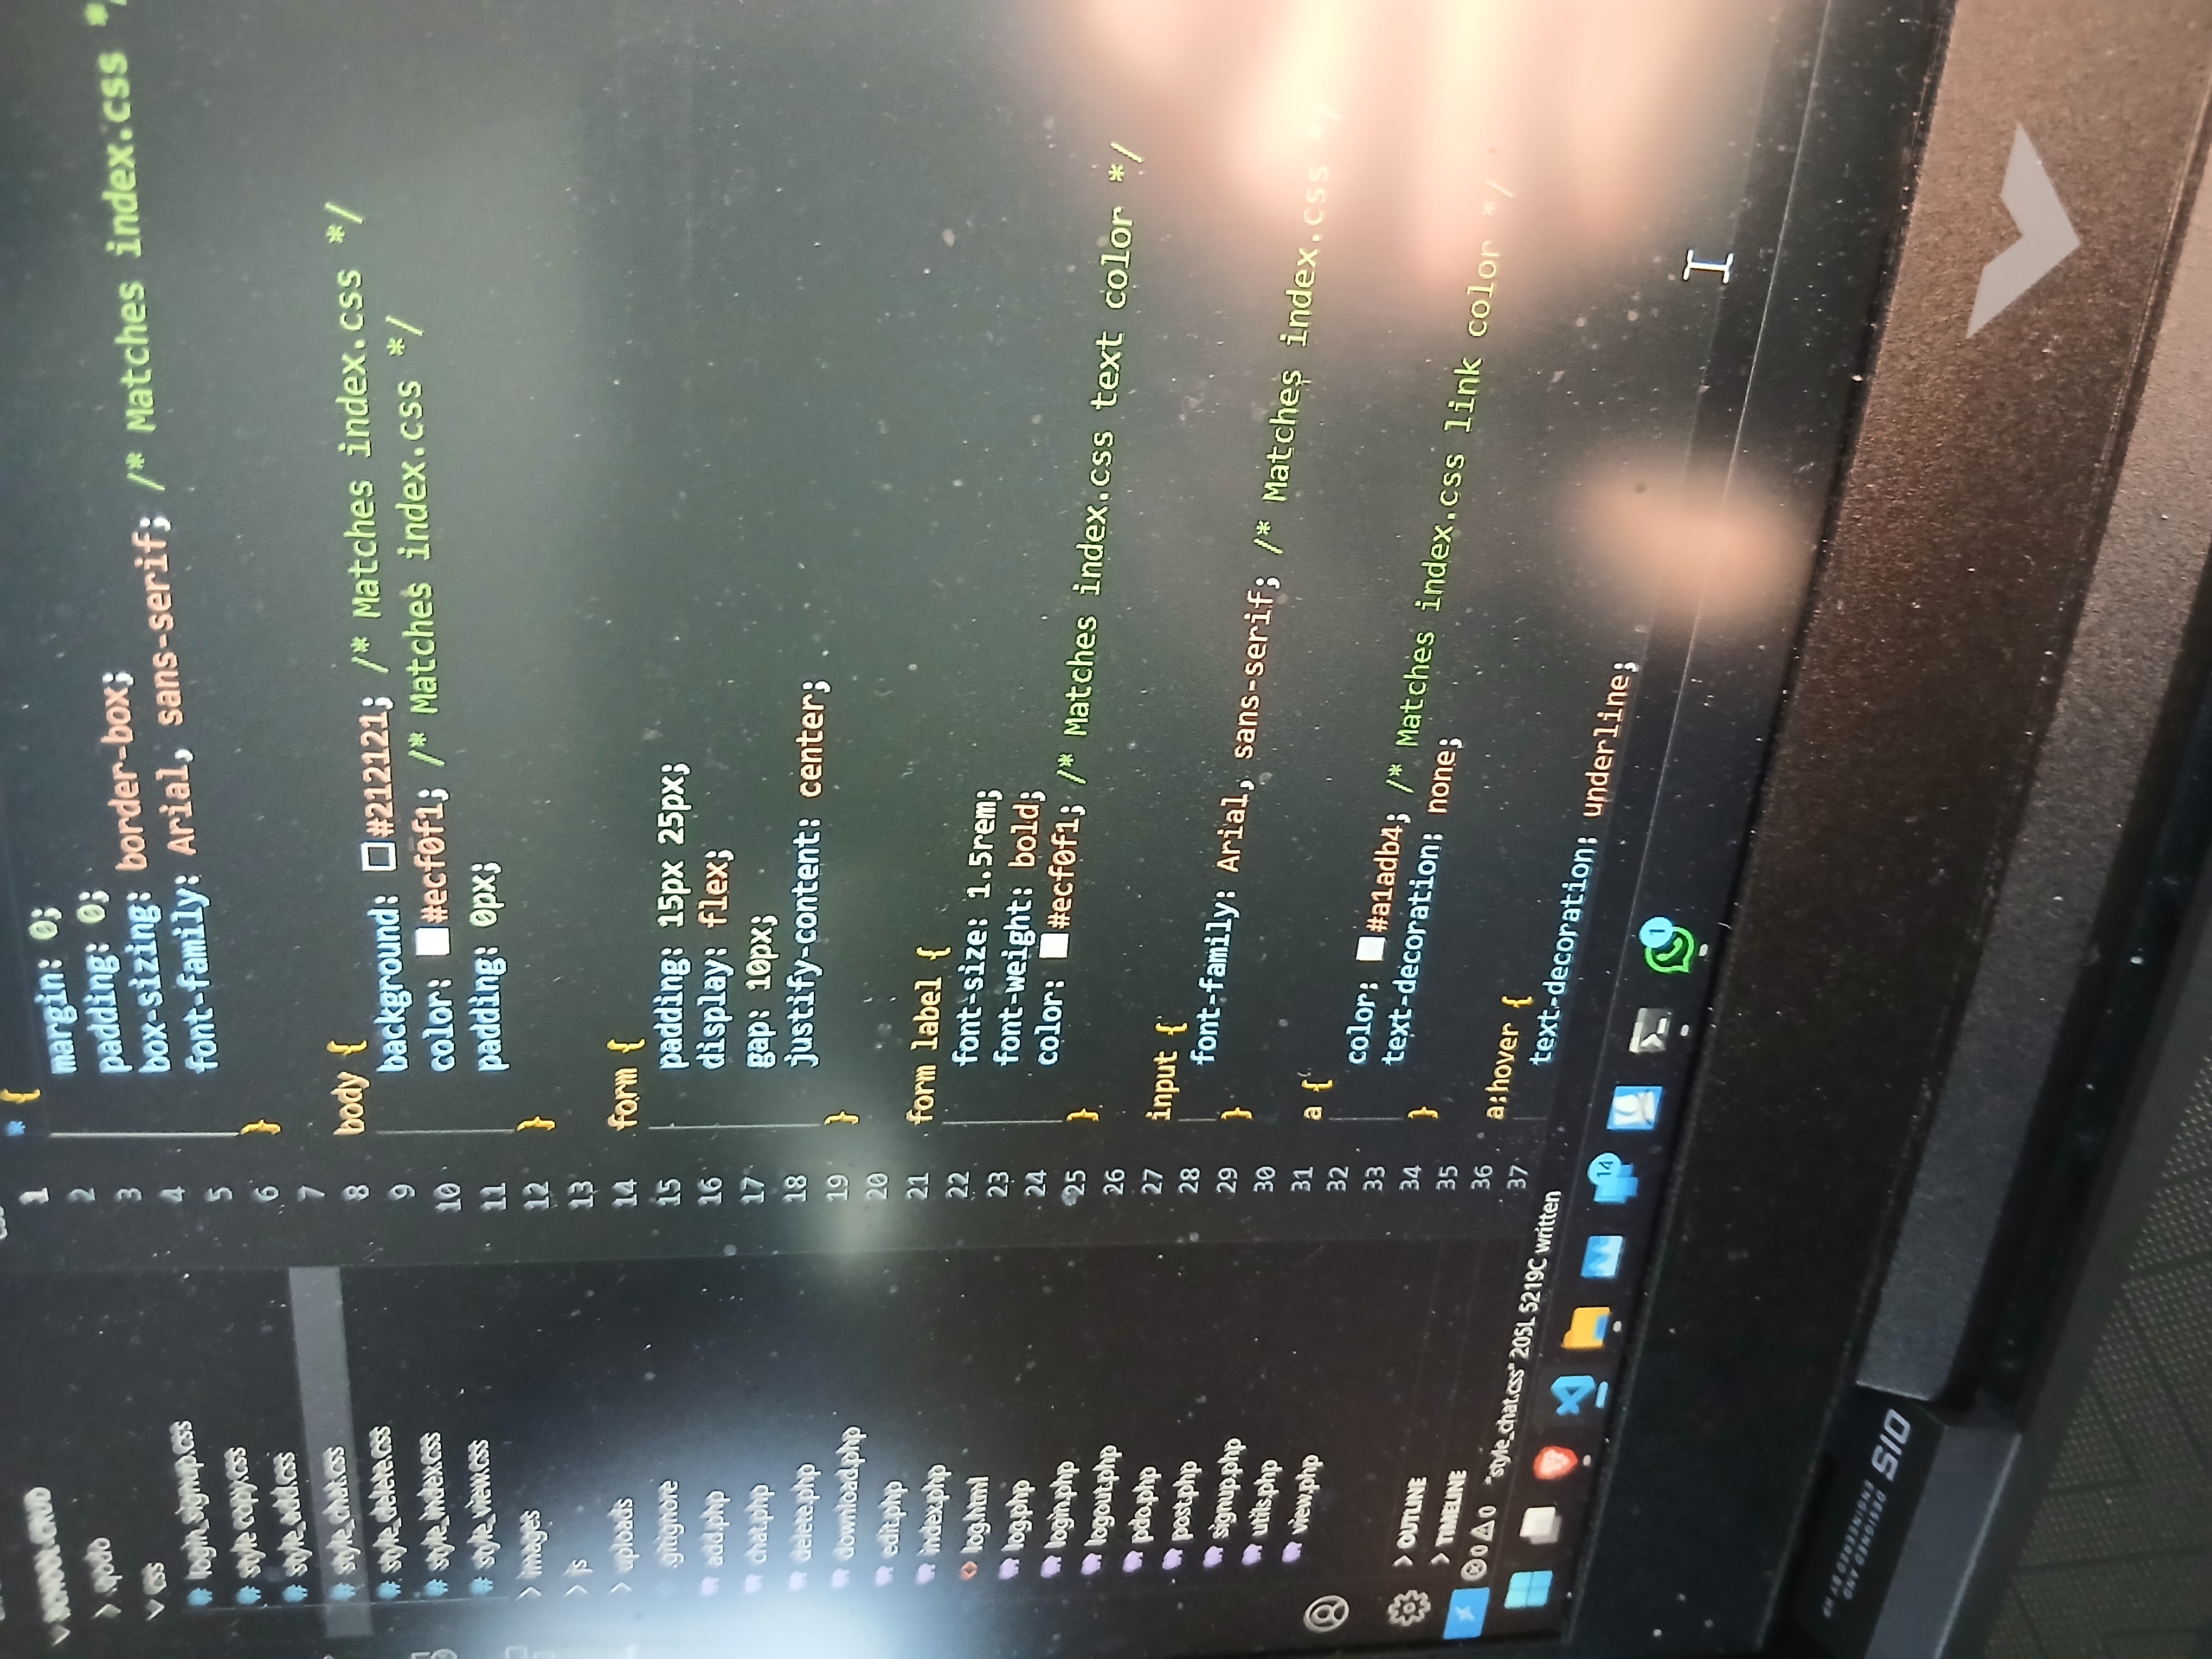 SCHOOL-CRUD
.qodo
css
login_signup.css
style copy.css
style_add.css
style_chat.css
style_delete.css
style_index.css
style_view.css
images
js
uploads
.gitignore
add.php
chat.php
delete.php
download.php
edit.php
index.php
log.html
log.php
login.php
logout.php
pdo.php
post.php
signup.php
utils.php
view.php
OUTLINE
TIMELINE
1 * {
2 margin: 0;
3 padding: 0;
4 box-sizing: border-box;
5 font-family: Arial, sans-serif; /* Matches index.css */
6 }
7
8 body {
9 background: #212121; /* Matches index.css */
10 color: #ecf0f1; /* Matches index.css */
11 padding: 0px;
12 }
13
14 form {
15 padding: 15px 25px;
16 display: flex;
17 gap: 10px;
18 justify-content: center;
19 }
20
21 form label {
22 font-size: 1.5rem;
23 font-weight: bold;
24 color: #ecf0f1; /* Matches index.css text color */
25 }
26
27 input {
28 font-family: Arial, sans-serif; /* Matches index.css */
29 }
30
31 a {
32 color: #a1adb4; /* Matches index.css link color */
33 text-decoration: none;
34 }
35
36 a:hover {
37 text-decoration: underline;
0 0 "style_chat.css" 205L 5219C written
14
1
DESIGNED AND
ENGINEERED BY HP